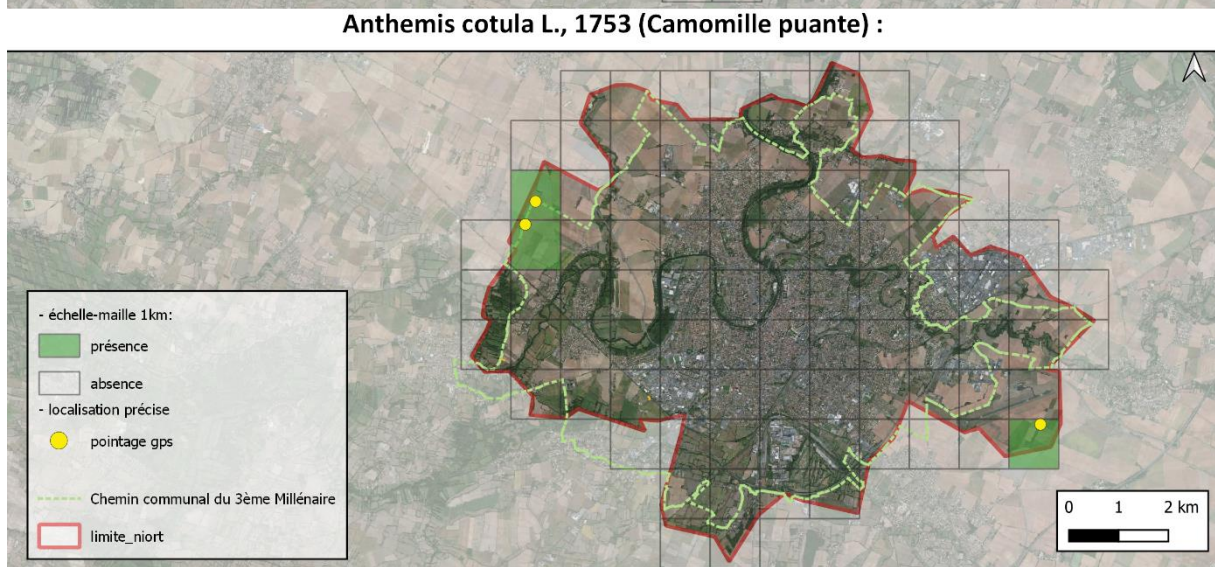 Anthemis cotula L., 1753 (Camomille puante) :
- échelle-maille 1km:
présence
absence
- localisation précise
pointage gps
Chemin communal du 3ème Millénaire
limite_niort
0 1 2 km